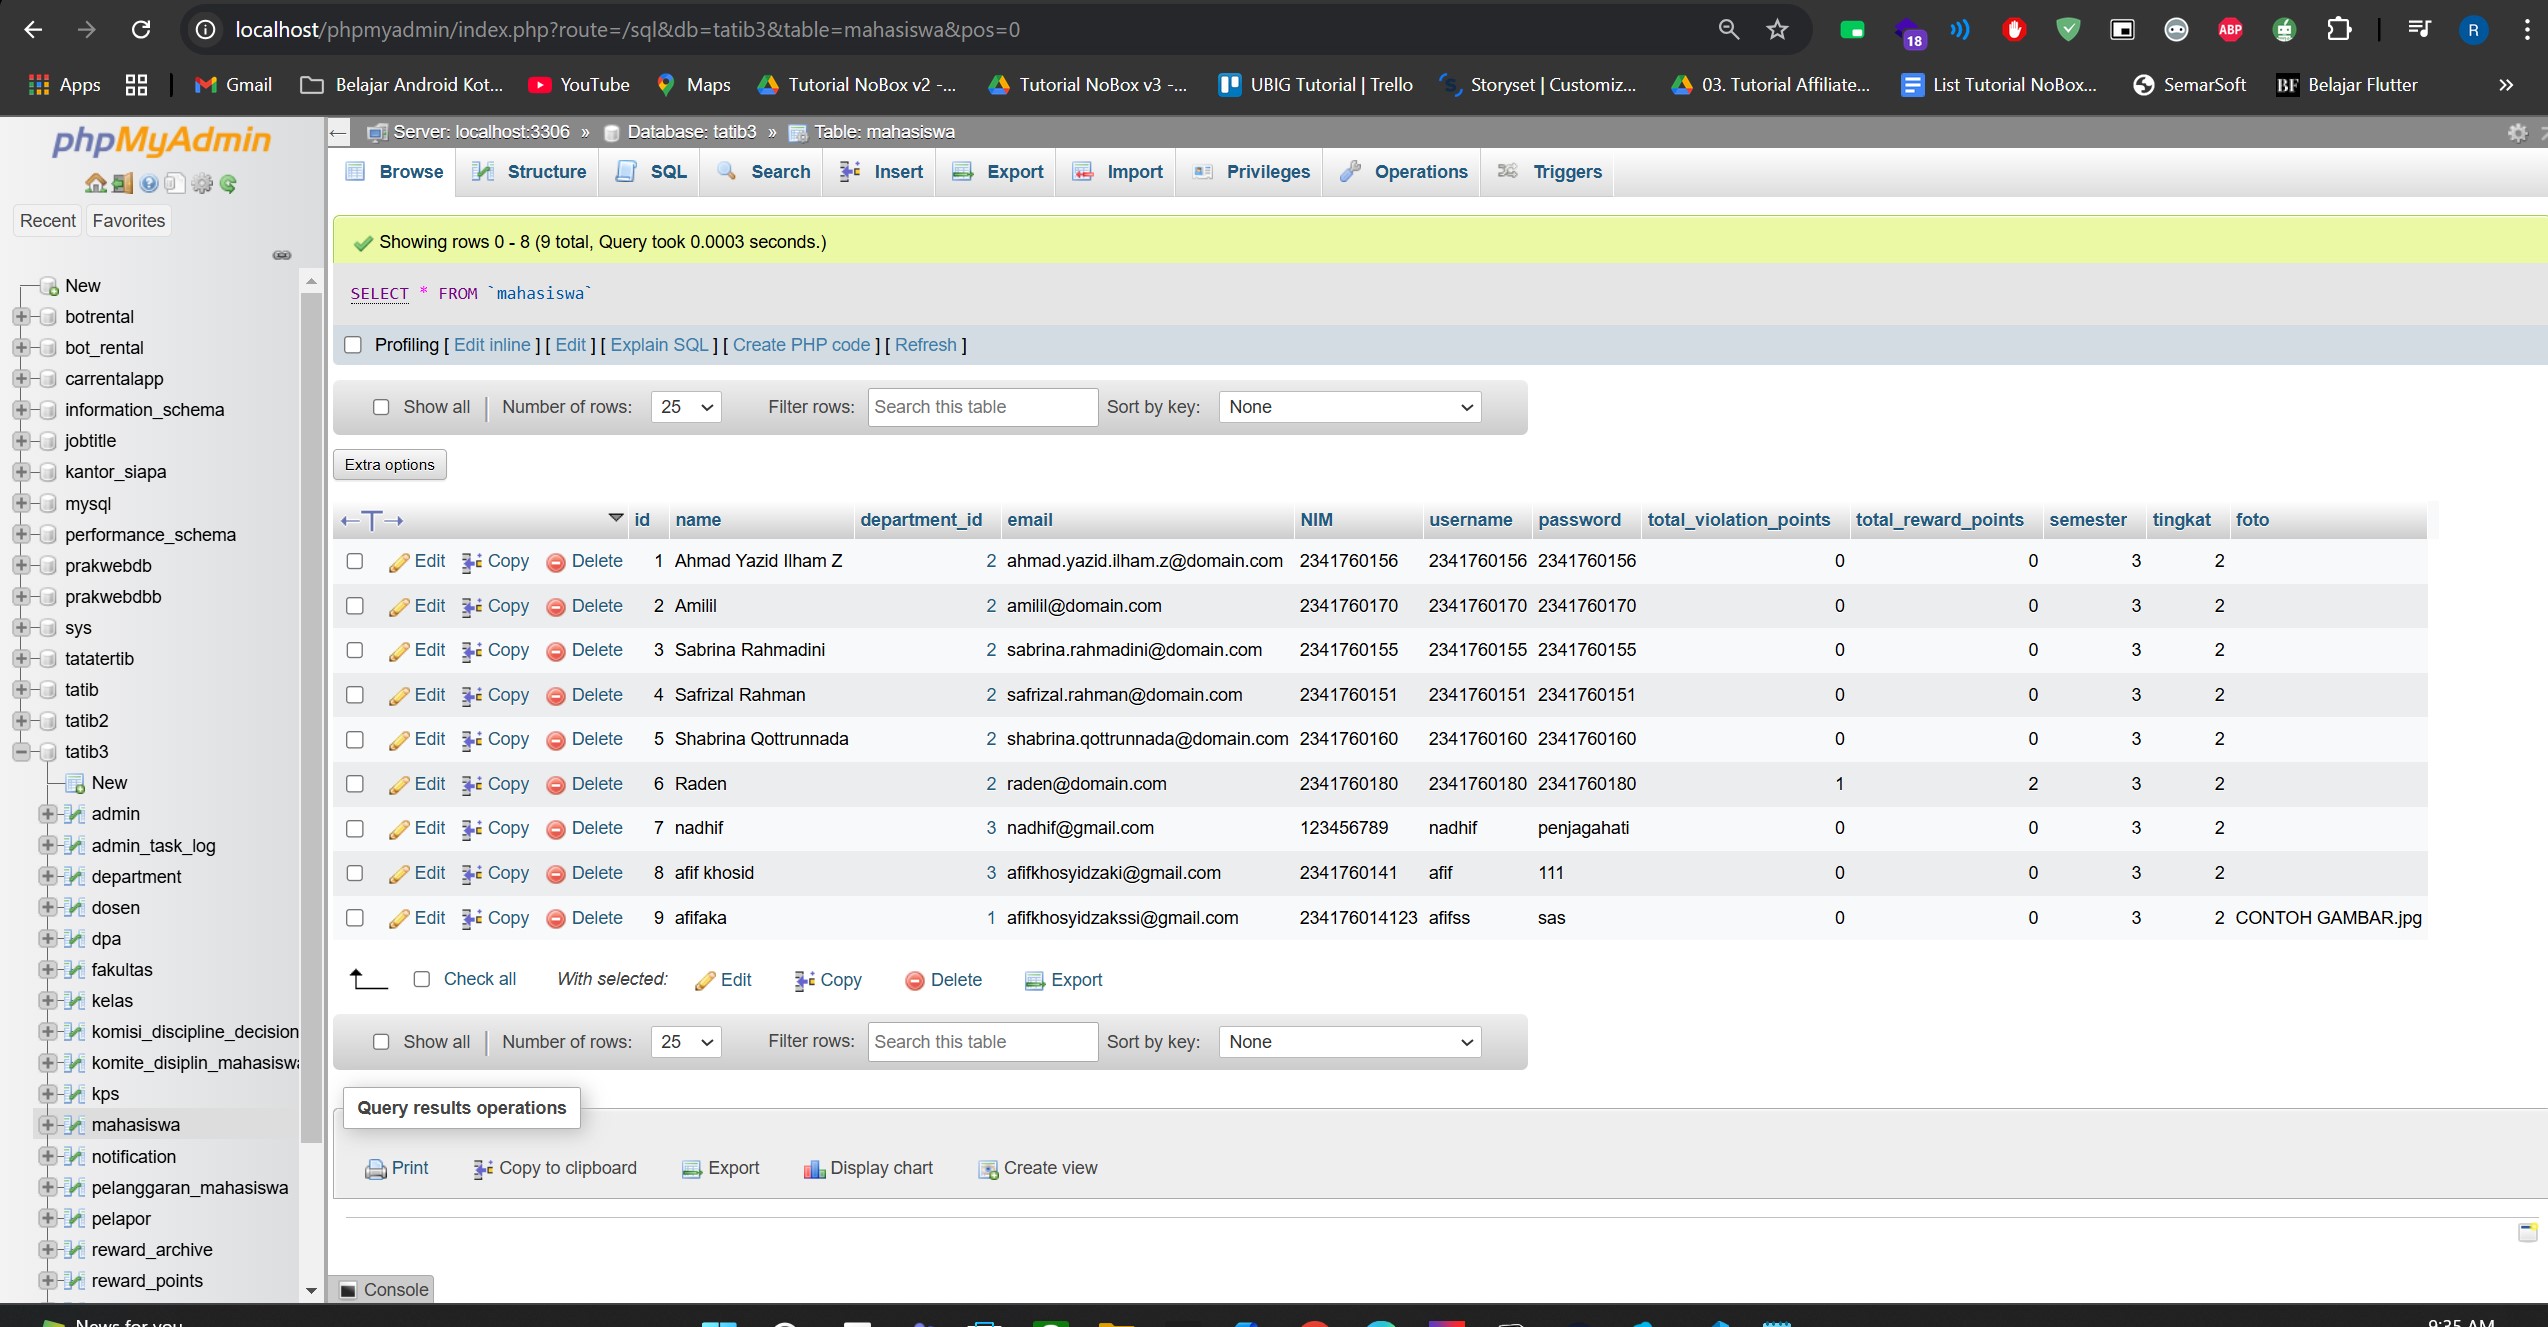 localhost/phpmyadmin/index.php?route=/sql&db=tatib3&table=mahasiswa&pos=0
18
ABP
R
Apps
Gmail
Belajar Android Kot...
YouTube
Maps
Tutorial NoBox v2 -...
Tutorial NoBox v3 -...
UBIG Tutorial | Trello
Storyset | Customiz...
03. Tutorial Affiliate...
List Tutorial NoBox...
SemarSoft
BF Belajar Flutter
phpMyAdmin
Recent Favorites
New
botrental
bot_rental
carrentalapp
information_schema
jobtitle
kantor_siapa
mysql
performance_schema
prakwebdb
prakwebdbb
sys
tatatertib
tatib
tatib2
tatib3
New
admin
admin_task_log
department
dosen
dpa
fakultas
kelas
komisi_discipline_decision
komite_disiplin_mahasiswa
kps
mahasiswa
notification
pelanggaran_mahasiswa
pelapor
reward_archive
reward_points
Server: localhost:3306 » Database: tatib3 » Table: mahasiswa
Browse Structure SQL Search Insert Export Import Privileges Operations Triggers
Showing rows 0 - 8 (9 total, Query took 0.0003 seconds.)
SELECT * FROM `mahasiswa`
Profiling [ Edit inline ] [ Edit ] [ Explain SQL ] [ Create PHP code ] [ Refresh ]
Show all | Number of rows: 25 Filter rows: Search this table Sort by key: None
Extra options
←T→ id name department_id email NIM username password total_violation_points total_reward_points semester tingkat foto
Edit Copy Delete 1 Ahmad Yazid Ilham Z 2 ahmad.yazid.ilham.z@domain.com 2341760156 2341760156 2341760156 0 0 3 2
Edit Copy Delete 2 Amilil 2 amilil@domain.com 2341760170 2341760170 2341760170 0 0 3 2
Edit Copy Delete 3 Sabrina Rahmadini 2 sabrina.rahmadini@domain.com 2341760155 2341760155 2341760155 0 0 3 2
Edit Copy Delete 4 Safrizal Rahman 2 safrizal.rahman@domain.com 2341760151 2341760151 2341760151 0 0 3 2
Edit Copy Delete 5 Shabrina Qottrunnada 2 shabrina.qottrunnada@domain.com 2341760160 2341760160 2341760160 0 0 3 2
Edit Copy Delete 6 Raden 2 raden@domain.com 2341760180 2341760180 2341760180 1 2 3 2
Edit Copy Delete 7 nadhif 3 nadhif@gmail.com 123456789 nadhif penjagahati 0 0 3 2
Edit Copy Delete 8 afif khosid 3 afifkhosyidzaki@gmail.com 2341760141 afif 111 0 0 3 2
Edit Copy Delete 9 afifaka 1 afifkhosyidzakssi@gmail.com 234176014123 afifss sas 0 0 3 2 CONTOH GAMBAR.jpg
Check all With selected: Edit Copy Delete Export
Show all | Number of rows: 25 Filter rows: Search this table Sort by key: None
Query results operations
Print Copy to clipboard Export Display chart Create view
Console
News for you
9:35 AM